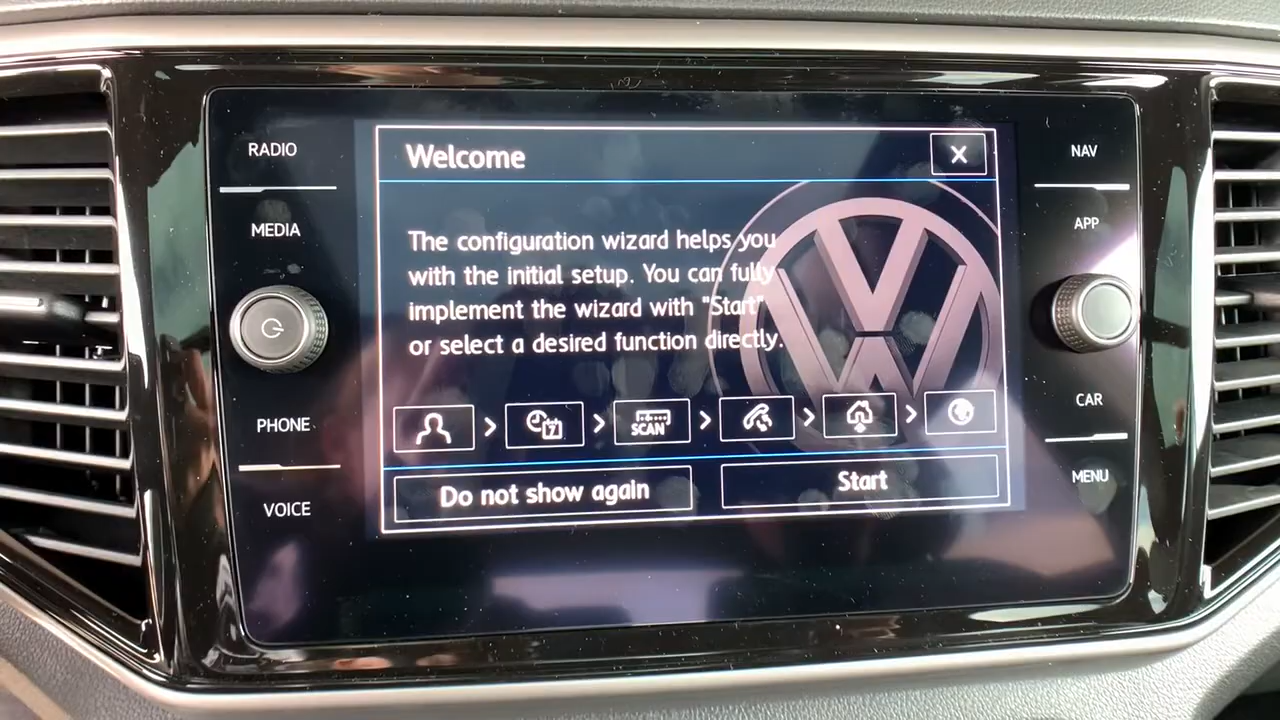 RADIO
MEDIA
PHONE
VOICE
Welcome
X
The configuration wizard helps you
with the initial setup. You can fully
implement the wizard with "Start"
or select a desired function directly.
7
SCAN
Do not show again
Start
NAV
APP
CAR
MENU